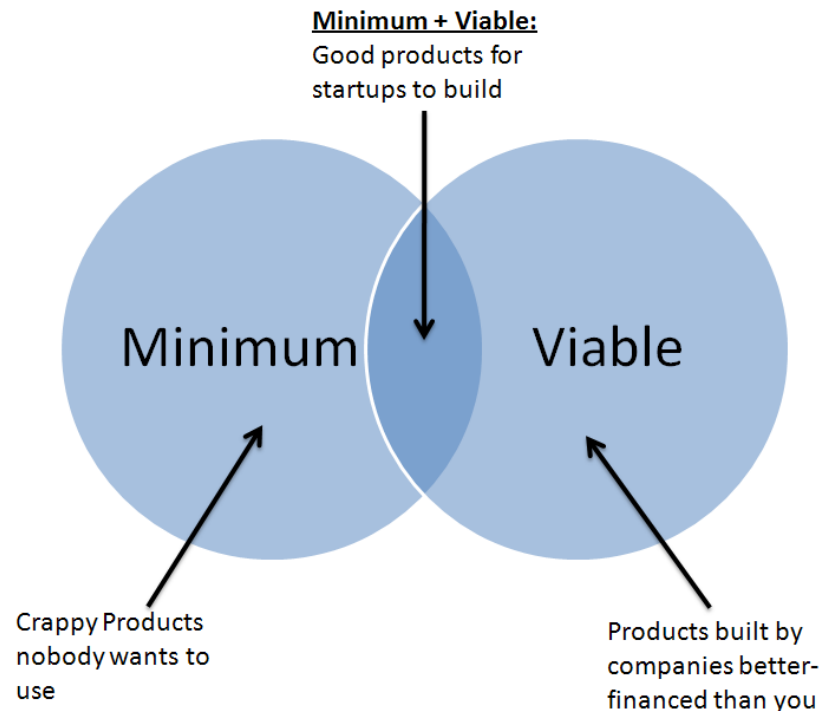 Minimum + Viable:
Good products for
startups to build
Minimum
Viable
Crappy Products
nobody wants to
use
Products built by
companies better-
financed than you